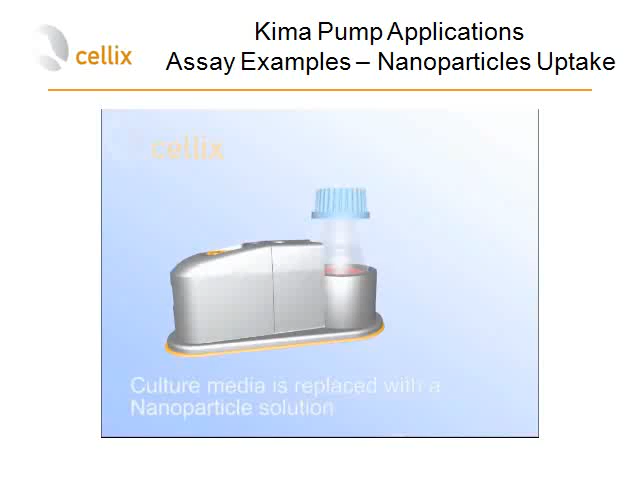 cellix
Kima Pump Applications
Assay Examples – Nanoparticles Uptake
cellix
Culture media is replaced with a
Nanoparticle solution